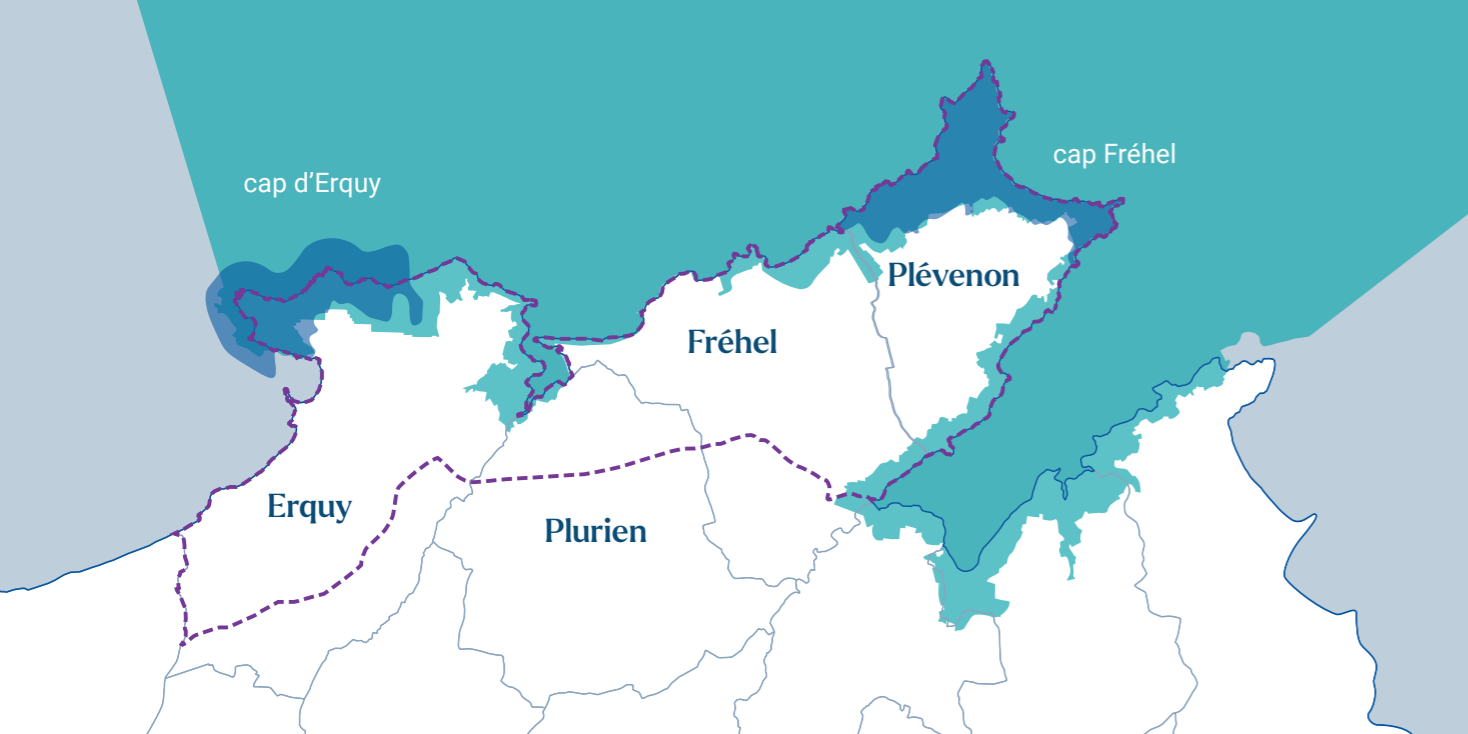 cap Fréhel
cap d’Erquy
Plévenon
Fréhel
Erquy
Plurien